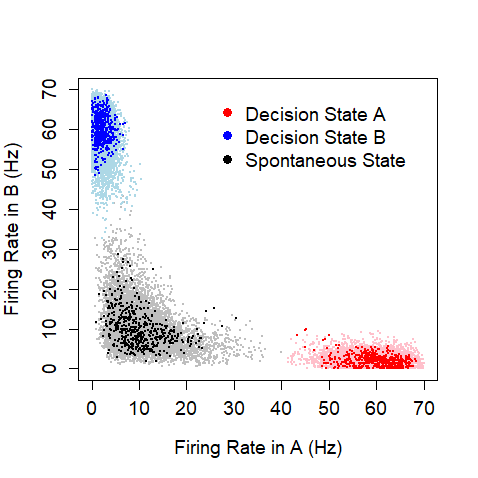 Decision State A
Decision State B
Spontaneous State
Firing Rate in B (Hz)
0 10 20 30 40 50 60 70
0 10 20 30 40 50 60 70
Firing Rate in A (Hz)